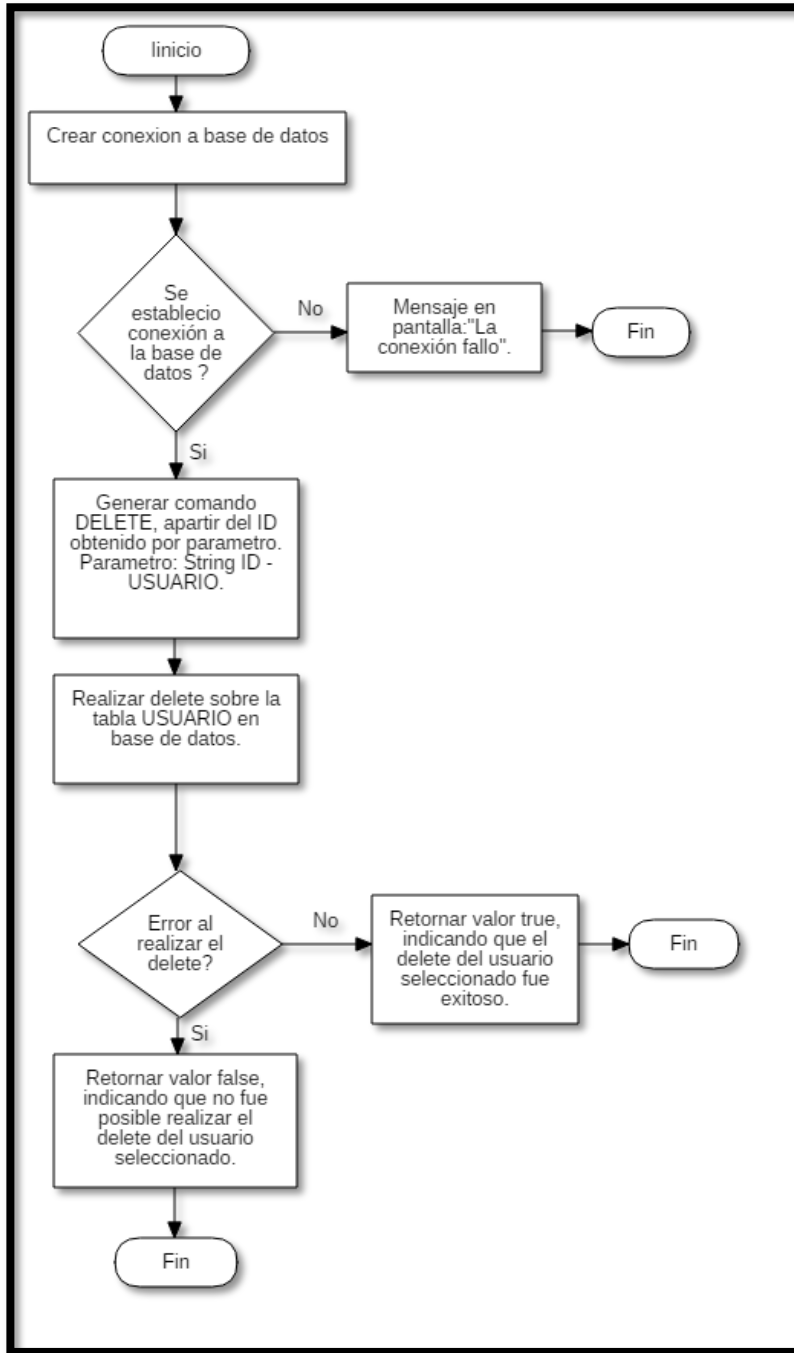 Iinicio
Crear conexion a base de datos
Se
establecio
conexión a
la base de
datos ?
No
Mensaje en
pantalla:"La
conexión fallo".
Fin
Si
Generar comando
DELETE, apartir del ID
obtenido por parametro.
Parametro: String ID -
USUARIO.
Realizar delete sobre la
tabla USUARIO en
base de datos.
Error al
realizar el
delete?
No
Retornar valor true,
indicando que el
delete del usuario
seleccionado fue
exitoso.
Fin
Si
Retornar valor false,
indicando que no fue
posible realizar el
delete del usuario
seleccionado.
Fin